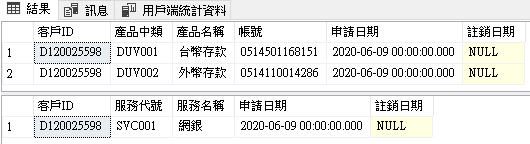 結果 訊息 用戶端統計資料
客戶ID 產品中類 產品名稱 帳號 申請日期 註銷日期
1 D120025598 DUV001 台幣存款 0514501168151 2020-06-09 00:00:00.000 NULL
2 D120025598 DUV002 外幣存款 0514110014286 2020-06-09 00:00:00.000 NULL
客戶ID 服務代號 服務名稱 申請日期 註銷日期
1 D120025598 SVC001 網銀 2020-06-09 00:00:00.000 NULL